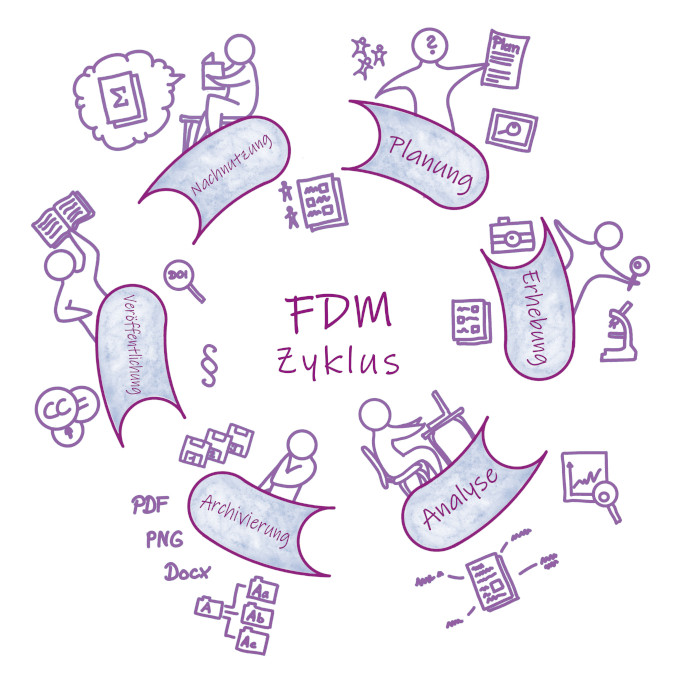 FDM
Zyklus
Planung
?
Plan
Erhebung
Analyse
Archivierung
PDF
PNG
Docx
A
Aa
Ab
Ac
Veröffentlichung
DOI
§
CC
=
Nachnutzung
Σ